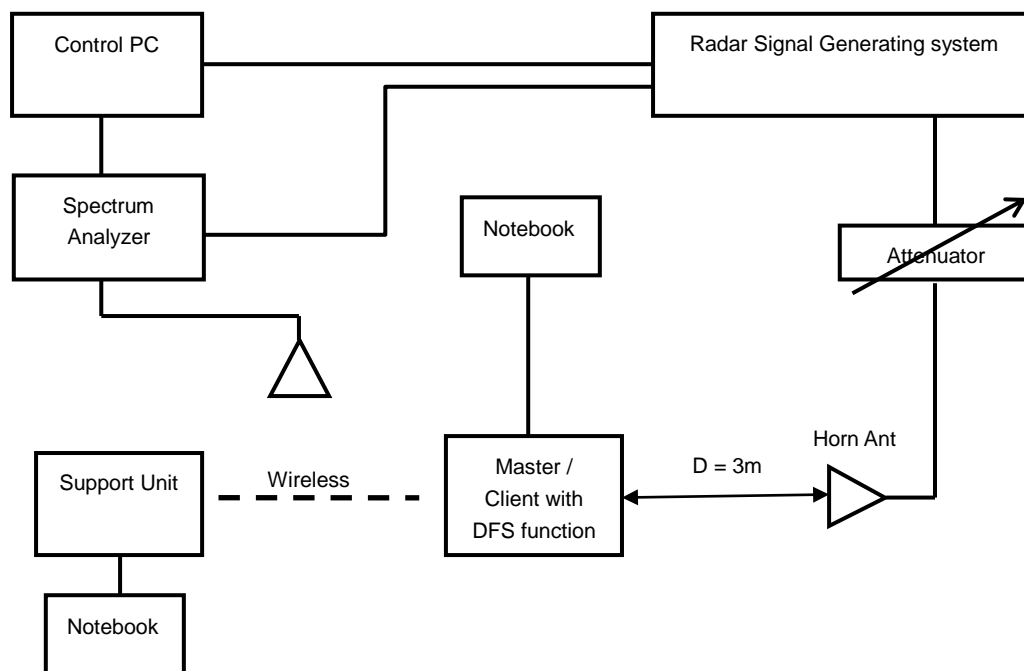 Control PC
Radar Signal Generating system
Spectrum
Analyzer
Notebook
Attenuator
Horn Ant
Support Unit
Wireless
Master /
Client with
DFS function
D = 3m
Notebook